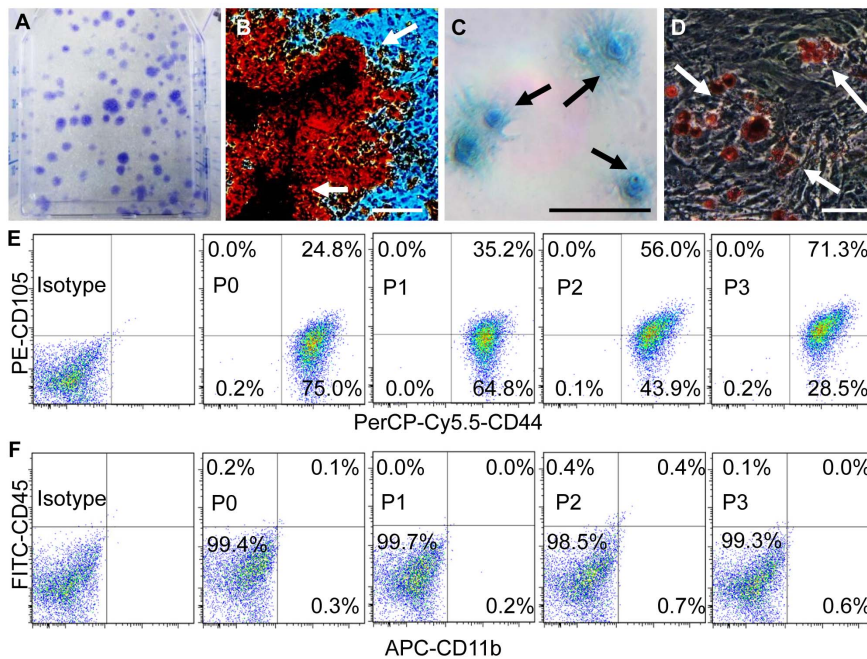 A
B
C
D
E
PE-CD105
Isotype
0.0% 24.8%
P0
0.2% 75.0%
0.0% 35.2%
P1
0.0% 64.8%
0.0% 56.0%
P2
0.1% 43.9%
0.0% 71.3%
P3
0.2% 28.5%
PerCP-Cy5.5-CD44
F
FITC-CD45
Isotype
0.2% 0.1%
P0
99.4%
0.3%
0.0% 0.0%
P1
99.7%
0.2%
0.4% 0.4%
P2
98.5%
0.7%
0.1% 0.0%
P3
99.3%
0.6%
APC-CD11b